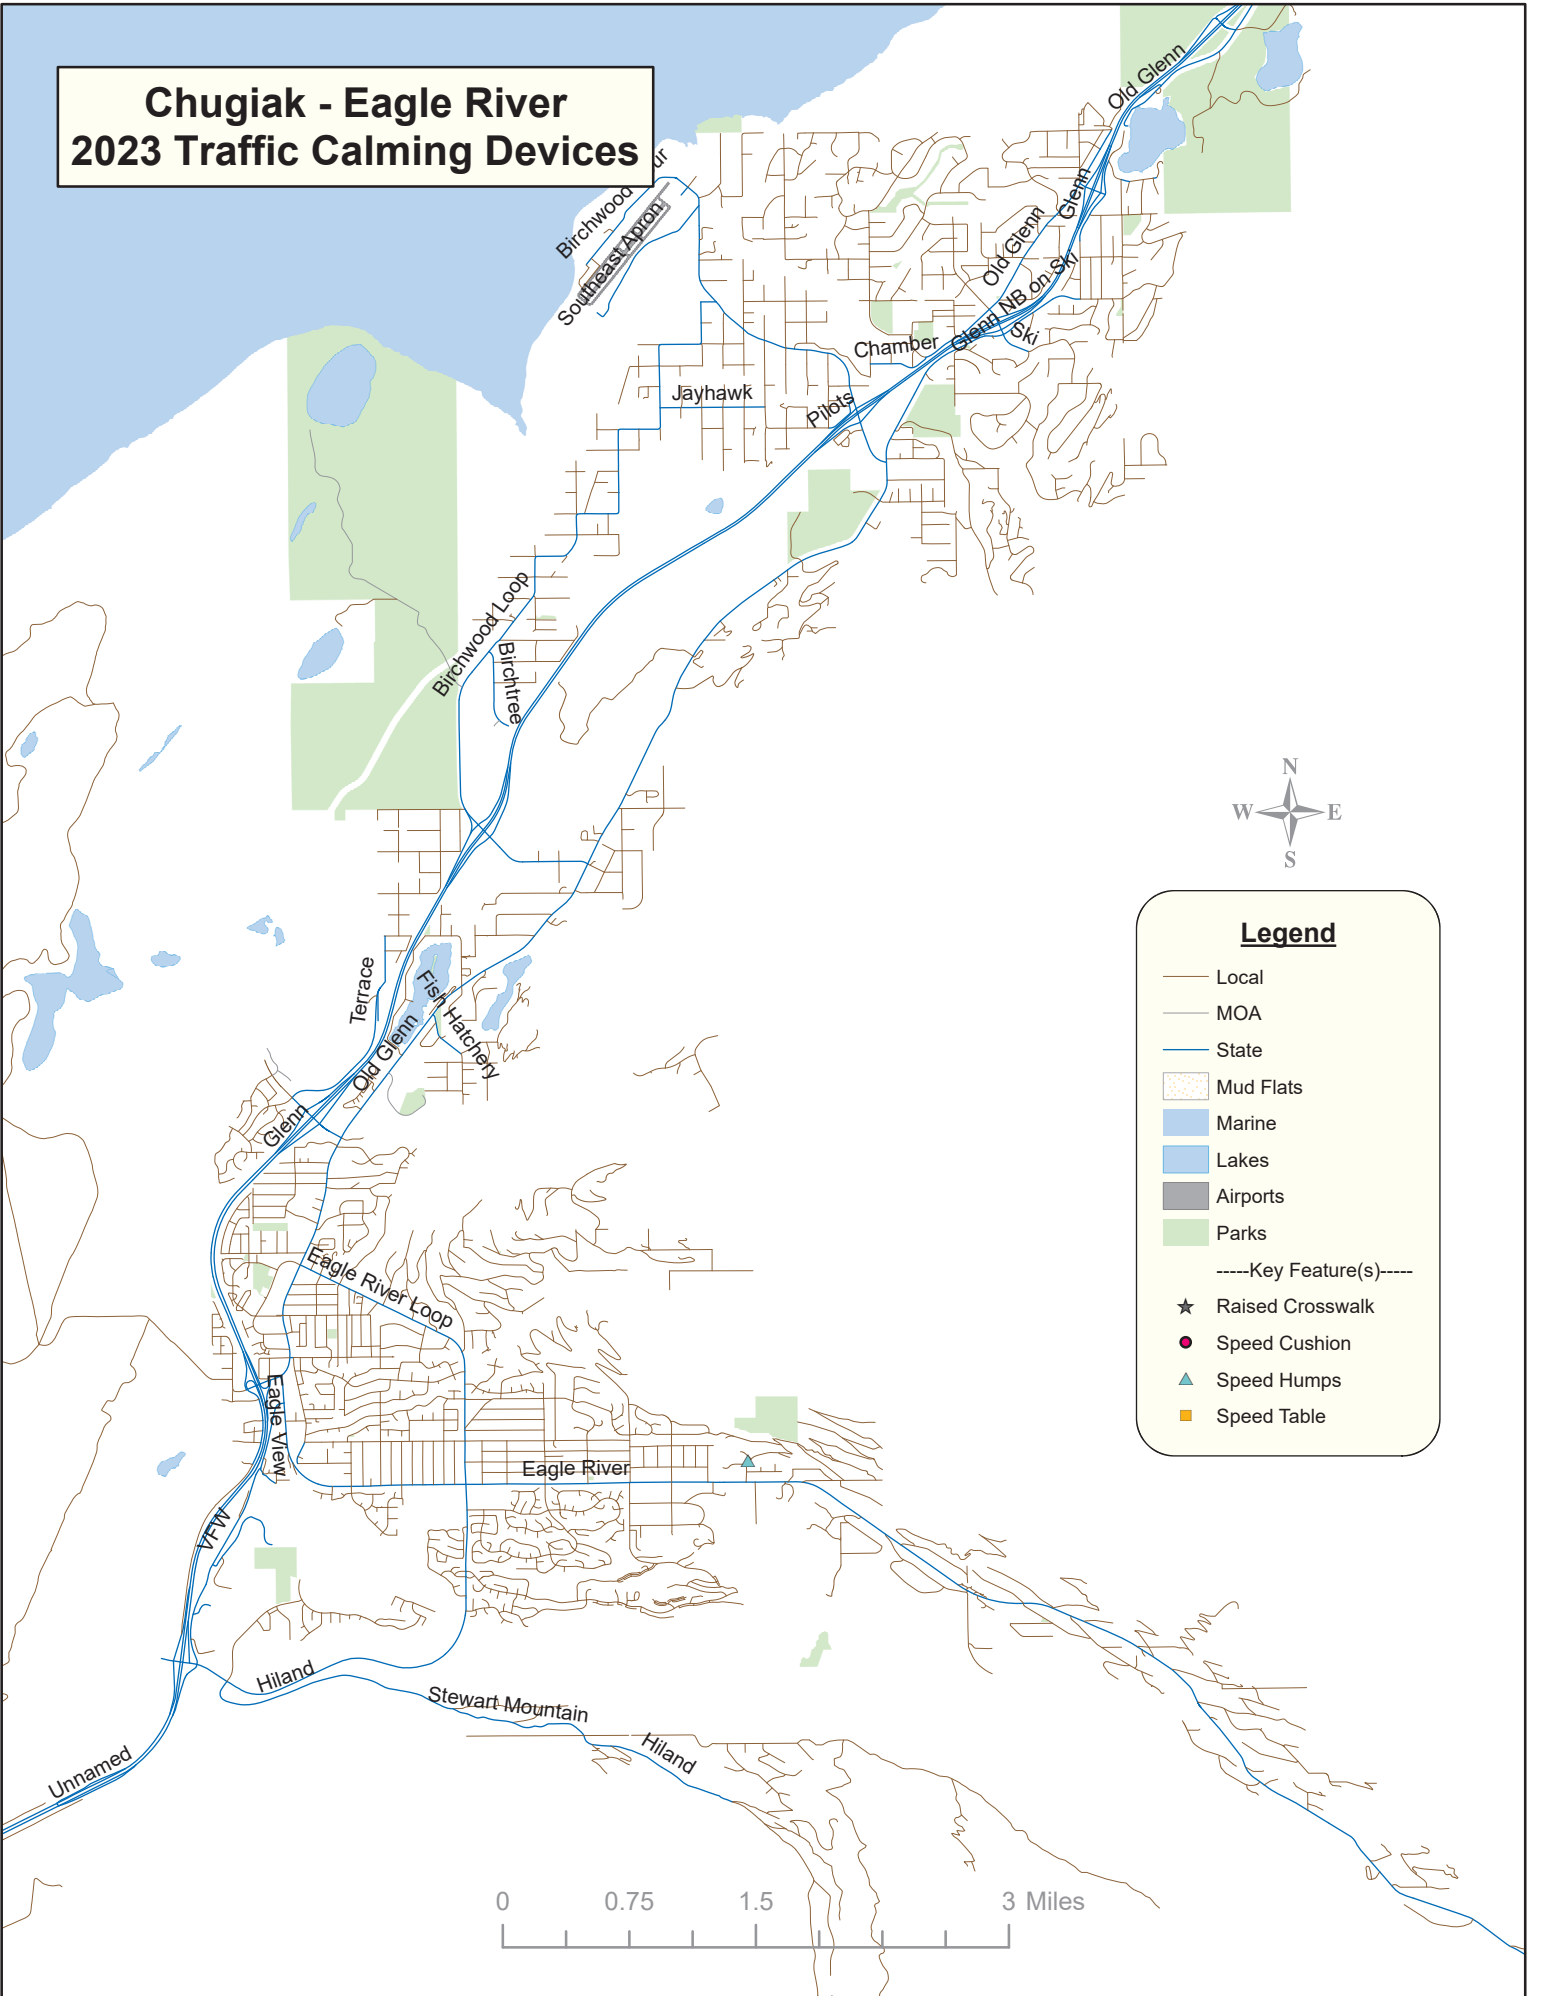 Chugiak - Eagle River
2023 Traffic Calming Devices
Old Glenn
Birchwood
Southeast Apron
Glenn
Old Glenn
Glenn NB on Ski
Ski
Chamber
Jayhawk
Pilots
Birchwood Loop
Birchtree
N
W
E
S
Terrace
Fish Hatchery
Old Glenn
Glenn
Eagle River Loop
Eagle View
Eagle River
VFW
Hiland
Stewart Mountain
Hiland
Unnamed
Legend
Local
MOA
State
Mud Flats
Marine
Lakes
Airports
Parks
-----Key Feature(s)-----
Raised Crosswalk
Speed Cushion
Speed Humps
Speed Table
0 0.75 1.5 3 Miles